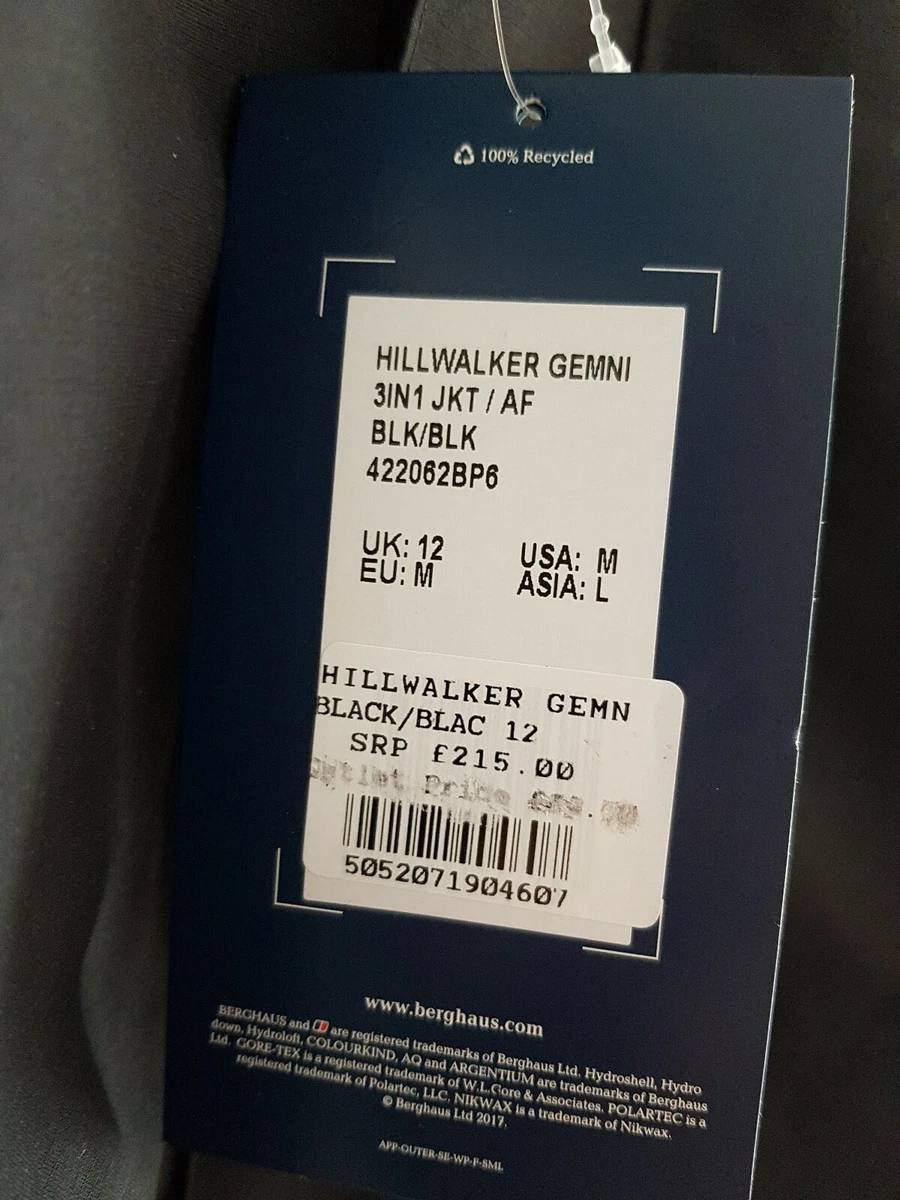 100% Recycled
HILLWALKER GEMNI
3IN1 JKT / AF
BLK/BLK
422062BP6
UK: 12 USA: M
EU: M ASIA: L
HILLWALKER GEMN
BLACK/BLAC 12
SRP £215.00
Outlet Price
5052071904607
www.berghaus.com
BERGHAUS and are registered trademarks of Berghaus Ltd. Hydroshell, Hydro
down, Hydroloft, COLOURKIND, AQ and ARGENTIUM are trademarks of Berghaus
Ltd. GORE-TEX is a registered trademark of W.L.Gore & Associates. POLARTEC is a
registered trademark of Polartec, LLC. NIKWAX is a trademark of Nikwax.
© Berghaus Ltd 2017.
APP-OUTER-SE-WP-F-SML